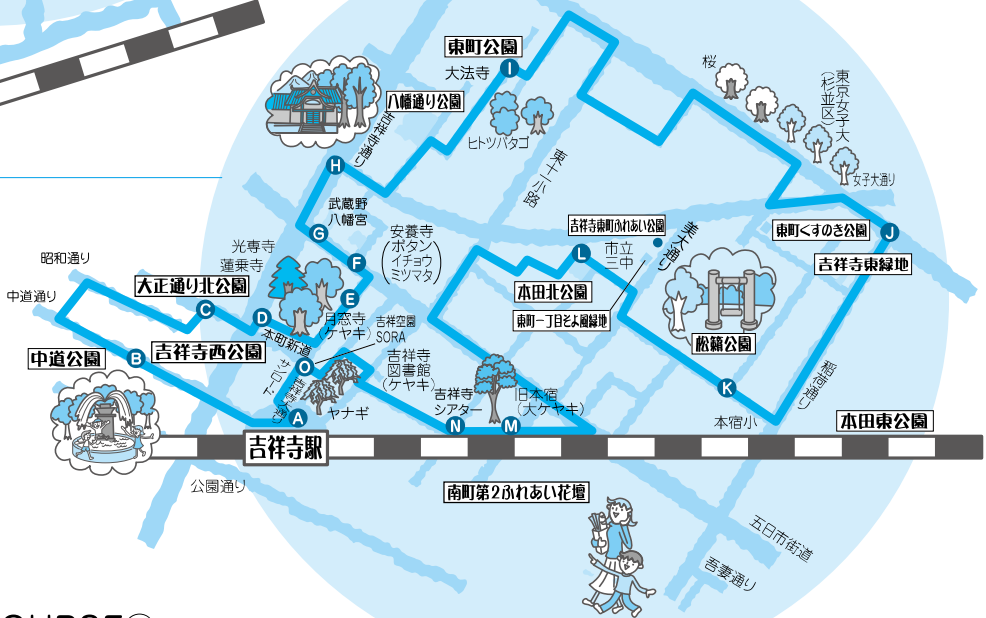 東町公園
I
大法寺
八幡通り公園
吉祥寺通り
ヒトツバタゴ
桜
東京女子大
(杉並区)
女子大通り
H
武蔵野
八幡宮
G
東十一小路
吉祥寺東町ふれあい公園
美大通り
東町くすのき公園
J
吉祥寺東緑地
昭和通り
光専寺
蓮乗寺
安養寺
(ボタン
イチョウ
ミツマタ)
F
市立
三中
L
中道通り
大正通り北公園
C
D
E
月窓寺
(ケヤキ)
本田北公園
東町一丁目そよ風緑地
松籟公園
本町新道
吉祥空園
SORA
中道公園
B
吉祥寺西公園
サンロード
O
吉祥寺
図書館
(ケヤキ)
稲荷通り
K
A
ヤナギ
吉祥寺
シアター
旧本宿
(大ケヤキ)
N
M
本宿小
本田東公園
吉祥寺駅
公園通り
南町第2ふれあい花壇
五日市街道
吾妻通り